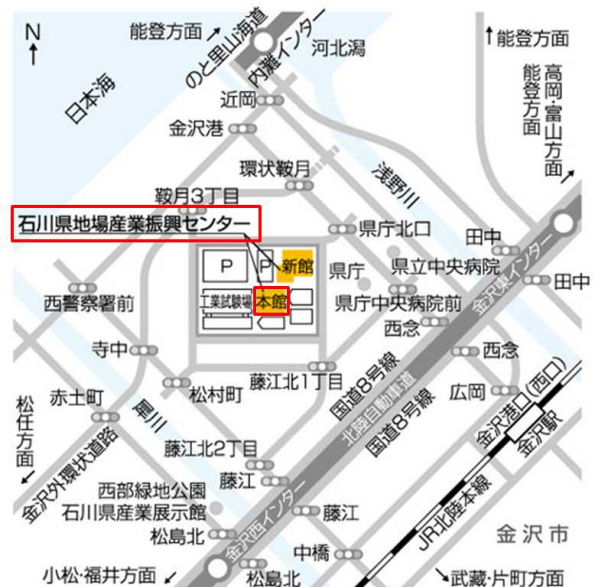 N
能登方面
のと里山海道
内灘インター
河北潟
能登方面
高岡・富山方面
能登方面
日本海
近岡
金沢港
環状鞍月
浅野川
鞍月3丁目
石川県地場産業振興センター
県庁北口
田中
P
P
新館
県庁
県立中央病院
金沢東インター
田中
西警察署前
工業試験場
本館
県庁中央病院前
西念
寺中
西念
松村町
藤江北1丁目
国道8号線
北陸自動車道
国道8号線
広岡
金沢港口(西口)
金沢駅
赤土町
松任方面
犀川
金沢外環状道路
藤江北2丁目
藤江
西部緑地公園
石川県産業展示館
藤江
JR北陸本線
金沢市
松島北
金沢西インター
中橋
小松・福井方面
松島北
武蔵・片町方面